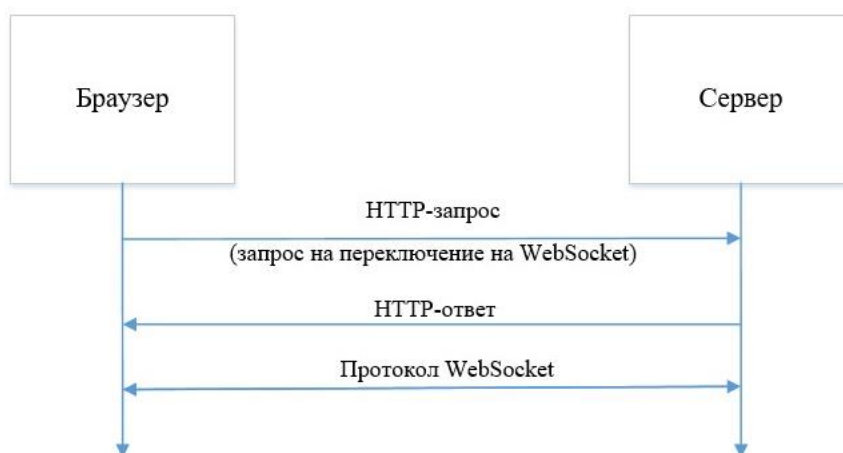 Браузер
Сервер
HTTP-запрос
(запрос на переключение на WebSocket)
HTTP-ответ
Протокол WebSocket